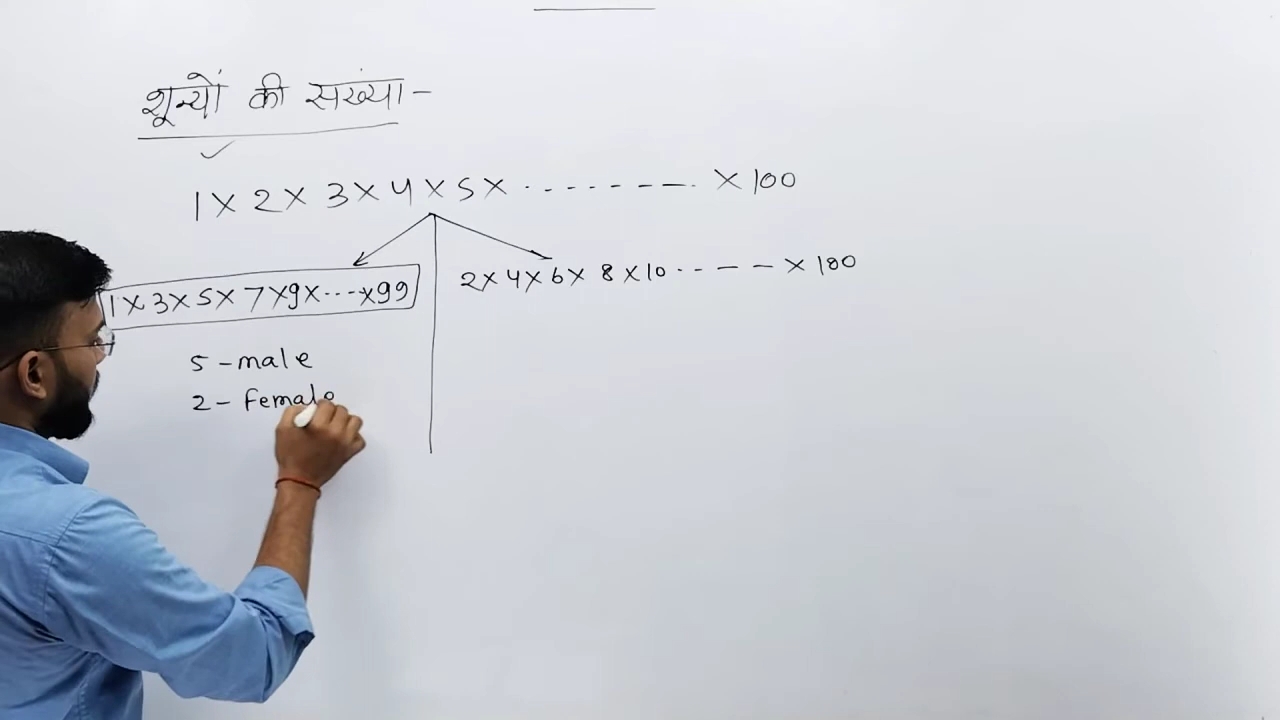 शून्यों की सख्या-
1 × 2 × 3 × 4 × 5 × ------- × 100
1 × 3 × 5 × 7 × 9 × ---- × 99
2 × 4 × 6 × 8 × 10 ----- × 100
5 - male
2 - female